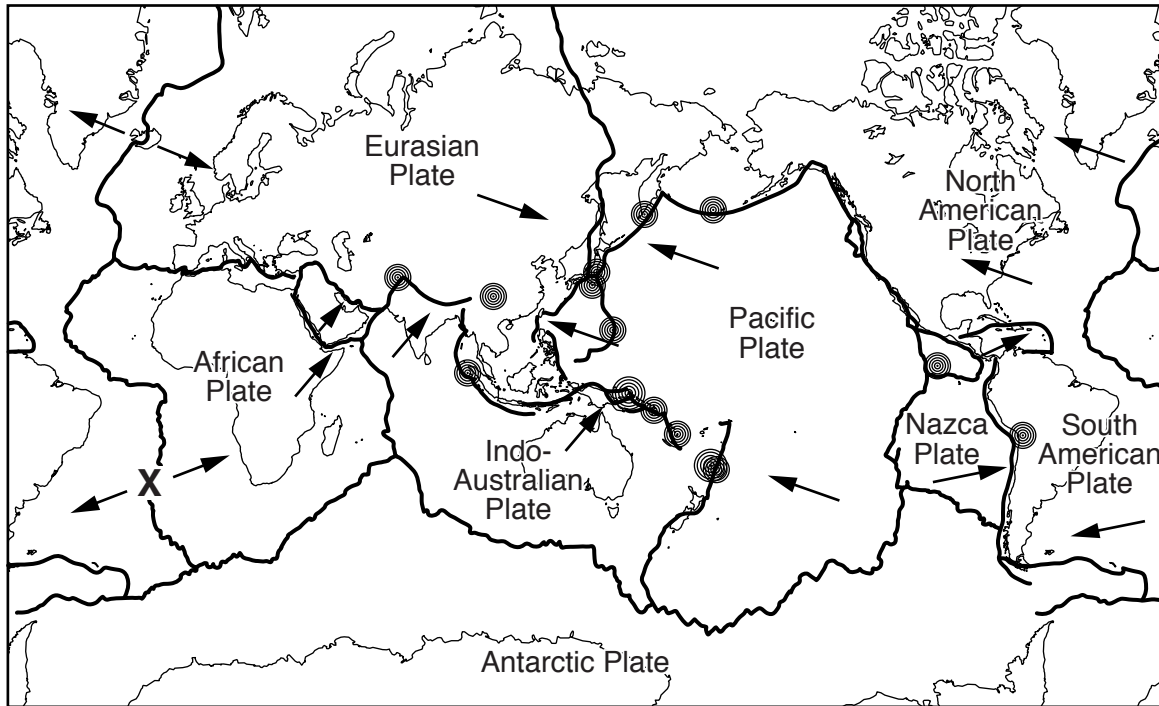 Eurasian
Plate
North
American
Plate
Pacific
Plate
African
Plate
Indo-
Australian
Plate
Nazca
Plate
South
American
Plate
X
Antarctic Plate